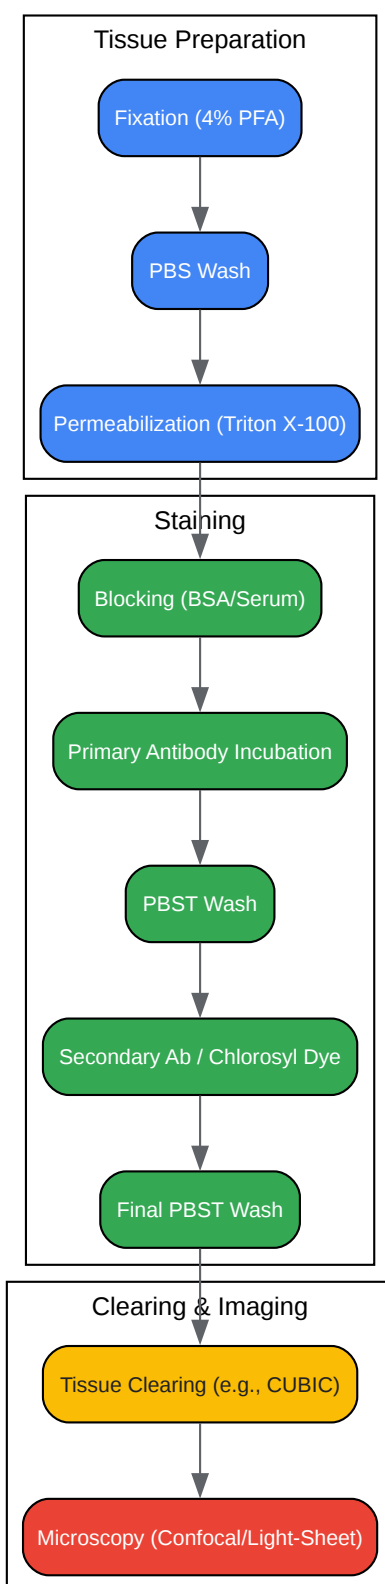 Tissue Preparation
Fixation (4% PFA)
PBS Wash
Permeabilization (Triton X-100)
Staining
Blocking (BSA/Serum)
Primary Antibody Incubation
PBST Wash
Secondary Ab / Chlorosyl Dye
Final PBST Wash
Clearing & Imaging
Tissue Clearing (e.g., CUBIC)
Microscopy (Confocal/Light-Sheet)